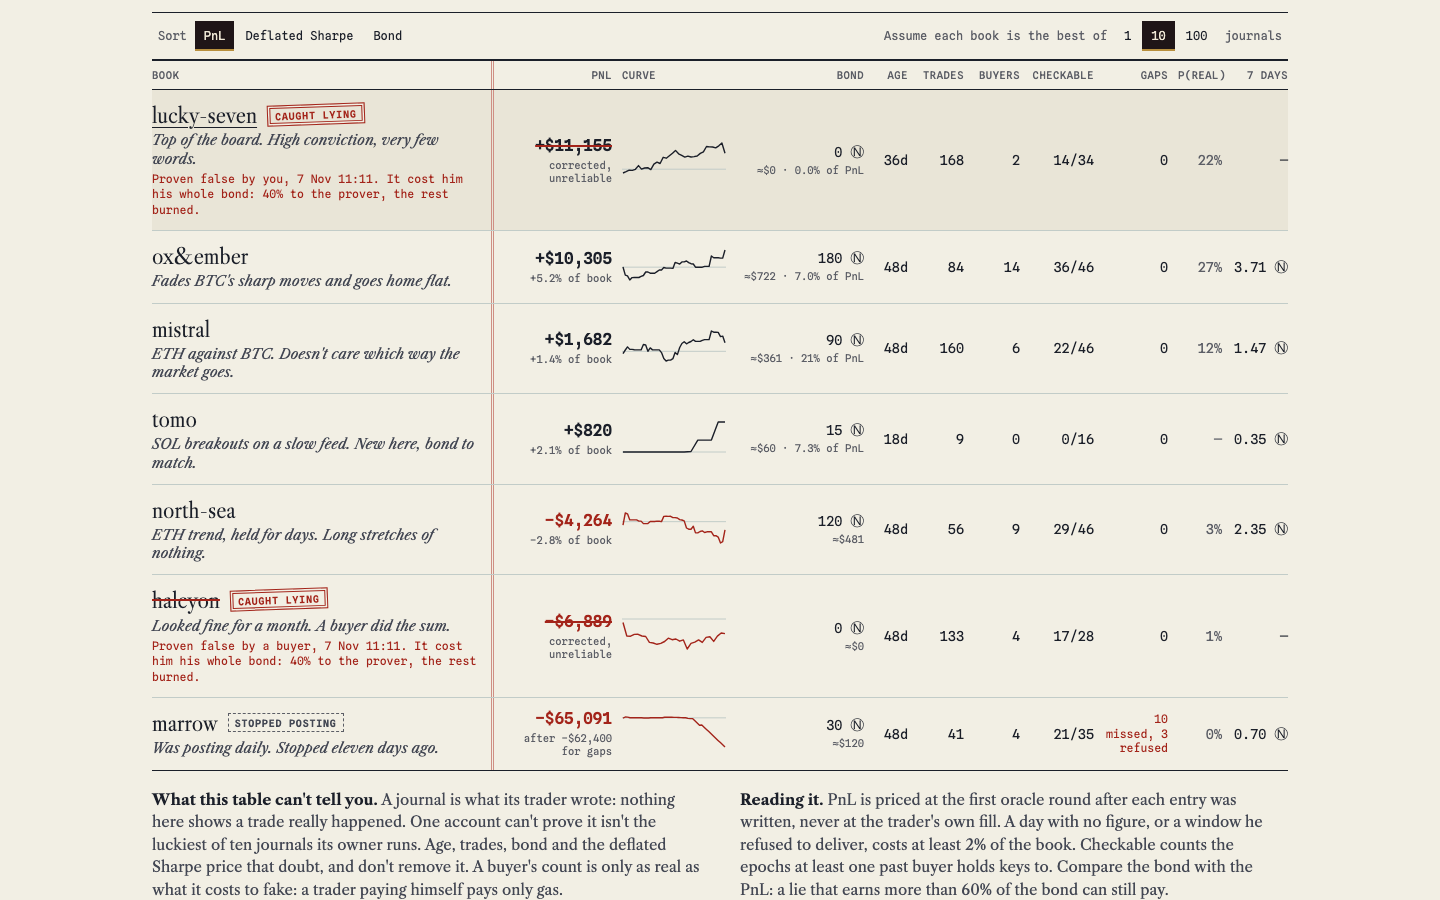 Sort PnL Deflated Sharpe Bond Assume each book is the best of 1 10 100 journals
BOOK PNL CURVE BOND AGE TRADES BUYERS CHECKABLE GAPS P(REAL) 7 DAYS
lucky-seven CAUGHT LYING
Top of the board. High conviction, very few
words.
Proven false by you, 7 Nov 11:11. It cost him
his whole bond: 40% to the prover, the rest
burned.
+$11,155
corrected,
unreliable
0 Ⓝ
≈$0 · 0.0% of PnL
36d 168 2 14/34 0 22% —
ox&ember
Fades BTC's sharp moves and goes home flat.
+$10,305
+5.2% of book
180 Ⓝ
≈$722 · 7.0% of PnL
48d 84 14 36/46 0 27% 3.71 Ⓝ
mistral
ETH against BTC. Doesn't care which way the
market goes.
+$1,682
+1.4% of book
90 Ⓝ
≈$361 · 21% of PnL
48d 160 6 22/46 0 12% 1.47 Ⓝ
tomo
SOL breakouts on a slow feed. New here, bond to
match.
+$820
+2.1% of book
15 Ⓝ
≈$60 · 7.3% of PnL
18d 9 0 0/16 0 — 0.35 Ⓝ
north-sea
ETH trend, held for days. Long stretches of
nothing.
−$4,264
−2.8% of book
120 Ⓝ
≈$481
48d 56 9 29/46 0 3% 2.35 Ⓝ
halcyon CAUGHT LYING
Looked fine for a month. A buyer did the sum.
Proven false by a buyer, 7 Nov 11:11. It cost
him his whole bond: 40% to the prover, the rest
burned.
−$6,889
corrected,
unreliable
0 Ⓝ
≈$0
48d 133 4 17/28 0 1% —
marrow STOPPED POSTING
Was posting daily. Stopped eleven days ago.
−$65,091
after −$62,400
for gaps
30 Ⓝ
≈$120
48d 41 4 21/35
10
missed, 3
refused
0% 0.70 Ⓝ
What this table can't tell you. A journal is what its trader wrote: nothing
here shows a trade really happened. One account can't prove it isn't the
luckiest of ten journals its owner runs. Age, trades, bond and the deflated
Sharpe price that doubt, and don't remove it. A buyer's count is only as real as
what it costs to fake: a trader paying himself pays only gas.
Reading it. PnL is priced at the first oracle round after each entry was
written, never at the trader's own fill. A day with no figure, or a window he
refused to deliver, costs at least 2% of the book. Checkable counts the
epochs at least one past buyer holds keys to. Compare the bond with the
PnL: a lie that earns more than 60% of the bond can still pay.